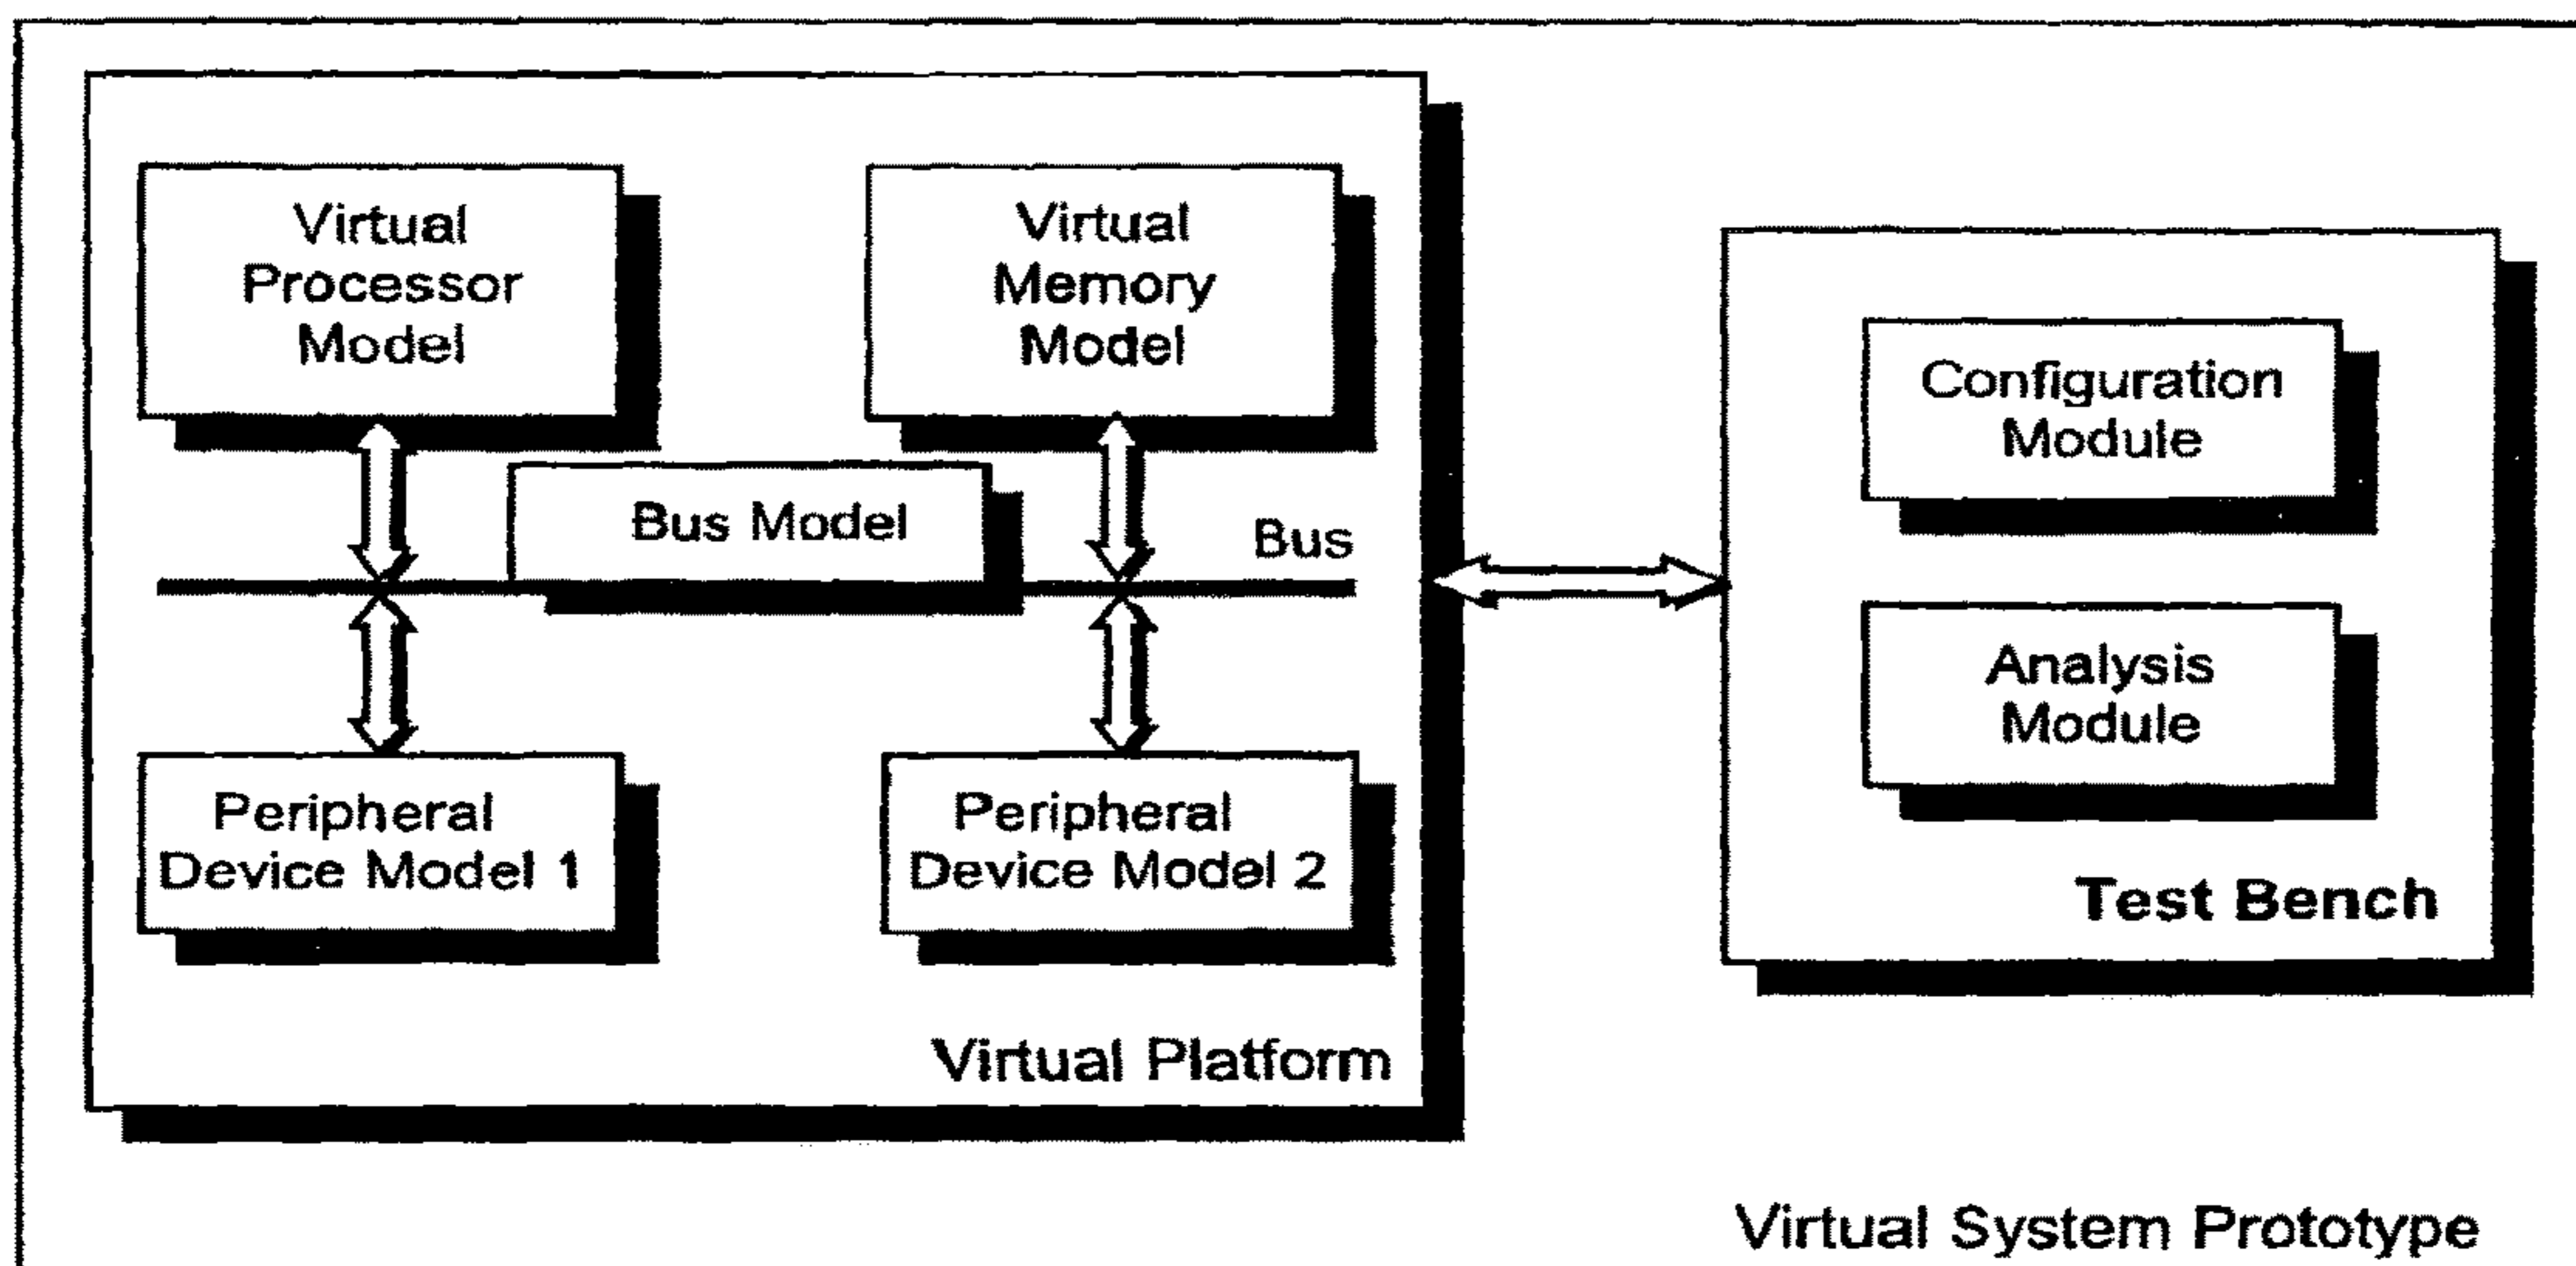 Virtual
Processor
Model
Virtual
Memory
Model
Bus Model
Bus
Peripheral
Device Model 1
Peripheral
Device Model 2
Virtual Platform
Configuration
Module
Analysis
Module
Test Bench
Virtual System Prototype